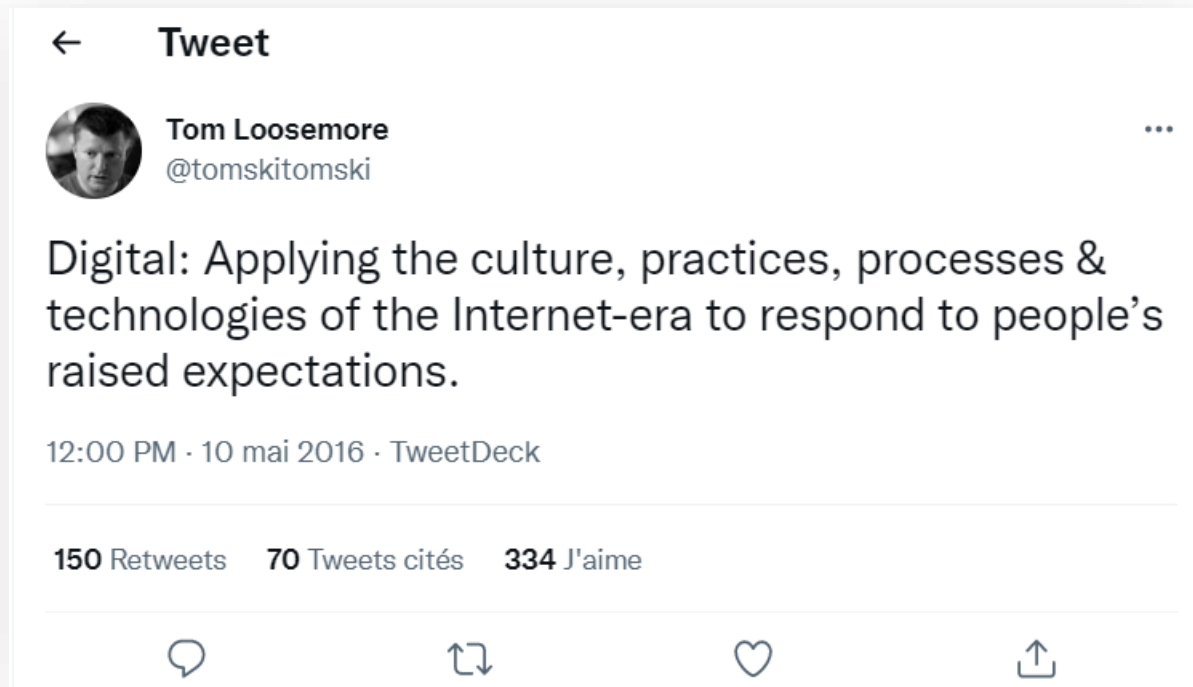 Tweet
Tom Loosemore
@tomskitomski
Digital: Applying the culture, practices, processes &
technologies of the Internet-era to respond to people’s
raised expectations.
12:00 PM · 10 mai 2016 · TweetDeck
150 Retweets 70 Tweets cités 334 J'aime